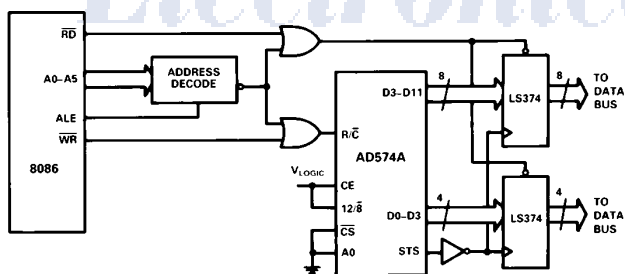 RD
A0–A5
ALE
WR
8086
ADDRESS
DECODE
V LOGIC
R/C
CE
12/8
CS
A0
AD574A
D3–D11
D0–D3
STS
8
4
LS374
LS374
8
TO
DATA
BUS
4
TO
DATA
BUS